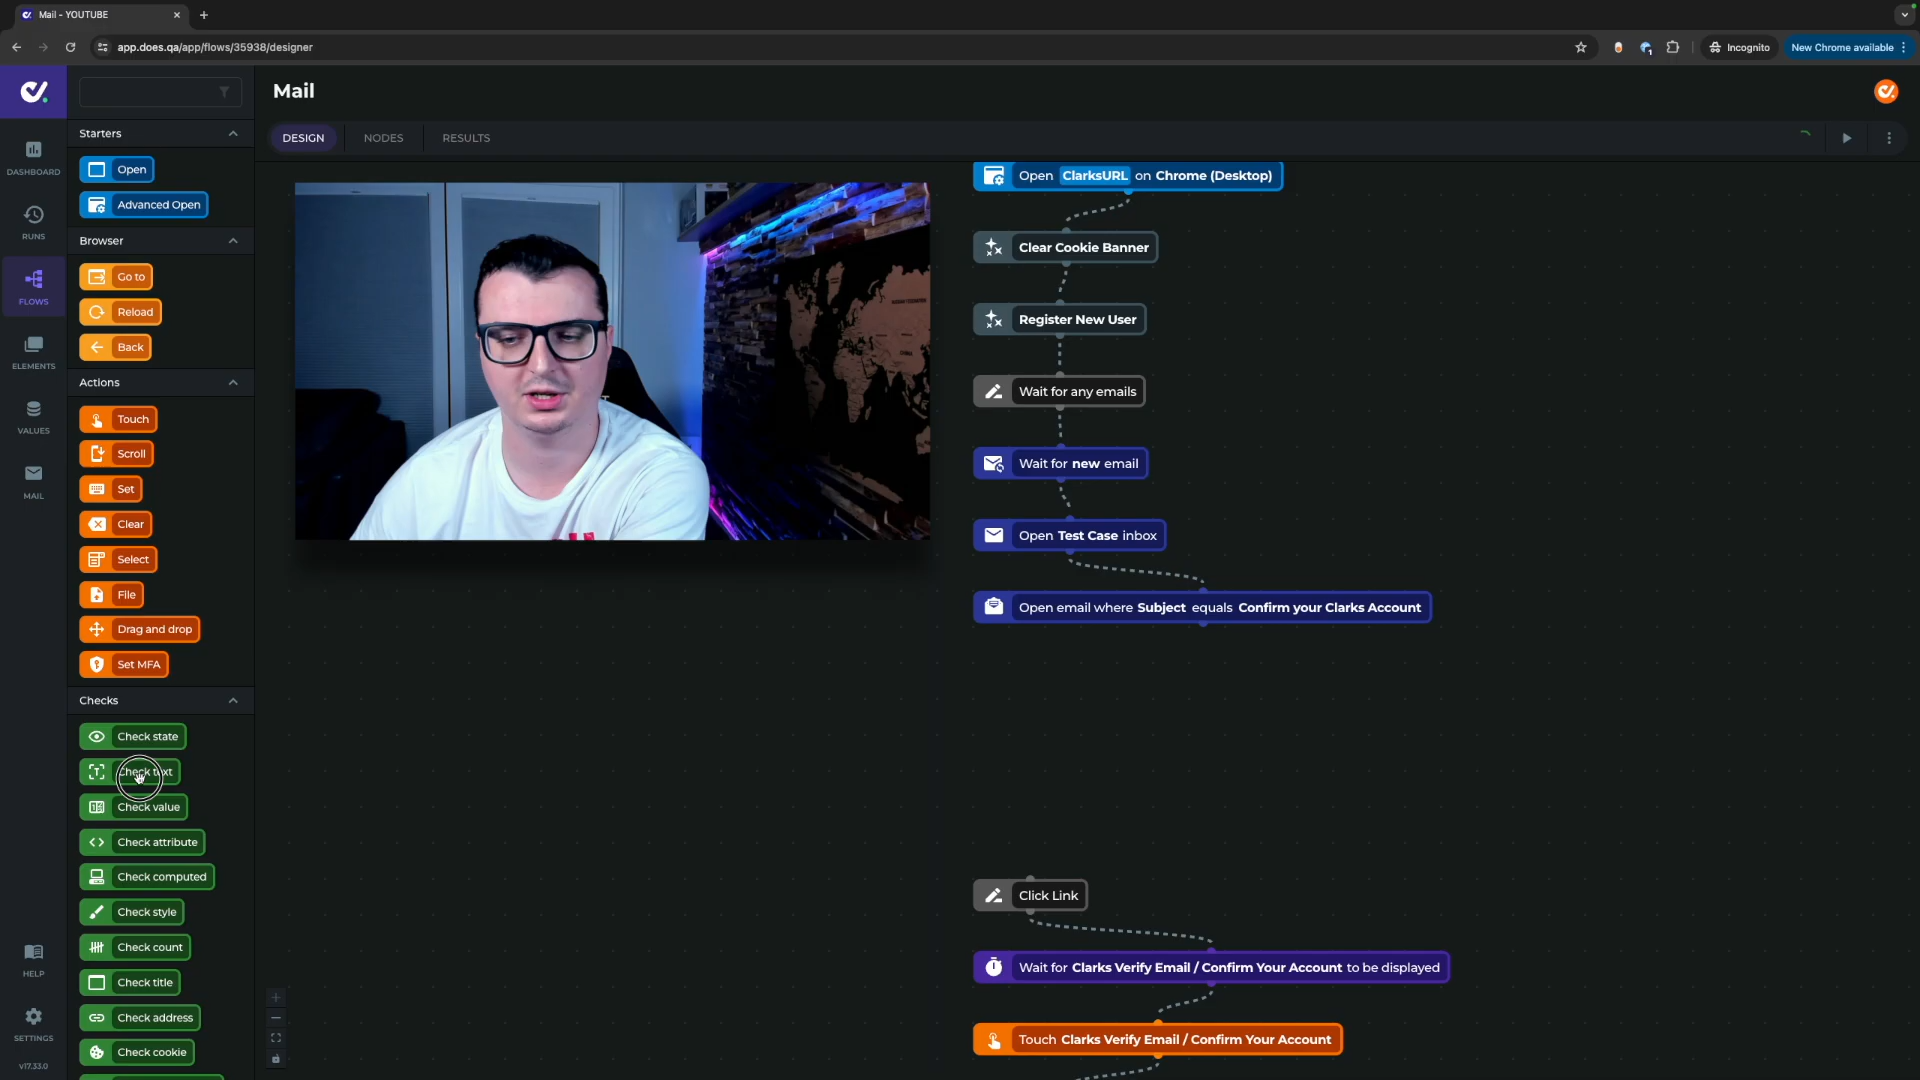 Mail - YOUTUBE
app.does.qa/app/flows/35938/designer
Incognito
New Chrome available
Mail
DESIGN
NODES
RESULTS
DASHBOARD
RUNS
FLOWS
ELEMENTS
VALUES
MAIL
HELP
SETTINGS
v17.33.0
Starters
Open
Advanced Open
Browser
Go to
Reload
Back
Actions
Touch
Scroll
Set
Clear
Select
File
Drag and drop
Set MFA
Checks
Check state
Check text
Check value
Check attribute
Check computed
Check style
Check count
Check title
Check address
Check cookie
Open ClarksURL on Chrome (Desktop)
Clear Cookie Banner
Register New User
Wait for any emails
Wait for new email
Open Test Case inbox
Open email where Subject equals Confirm your Clarks Account
Click Link
Wait for Clarks Verify Email / Confirm Your Account to be displayed
Touch Clarks Verify Email / Confirm Your Account